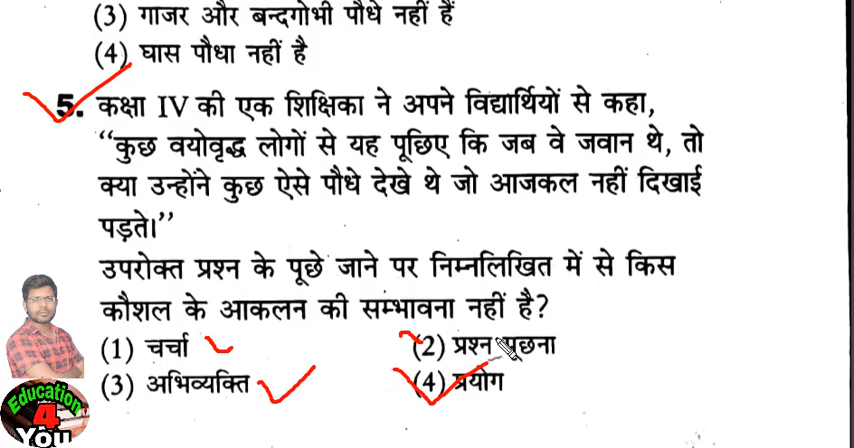 (3) गाजर और बन्दगोभी पौधे नहीं हैं
(4) घास पौधा नहीं है
5. कक्षा IV की एक शिक्षिका ने अपने विद्यार्थियों से कहा,
“कुछ वयोवृद्ध लोगों से यह पूछिए कि जब वे जवान थे, तो
क्या उन्होंने कुछ ऐसे पौधे देखे थे जो आजकल नहीं दिखाई
पड़ते।”
उपरोक्त प्रश्न के पूछे जाने पर निम्नलिखित में से किस
कौशल के आकलन की सम्भावना नहीं है?
(1) चर्चा (2) प्रश्न पूछना
(3) अभिव्यक्ति (4) प्रयोग
Education
4
You